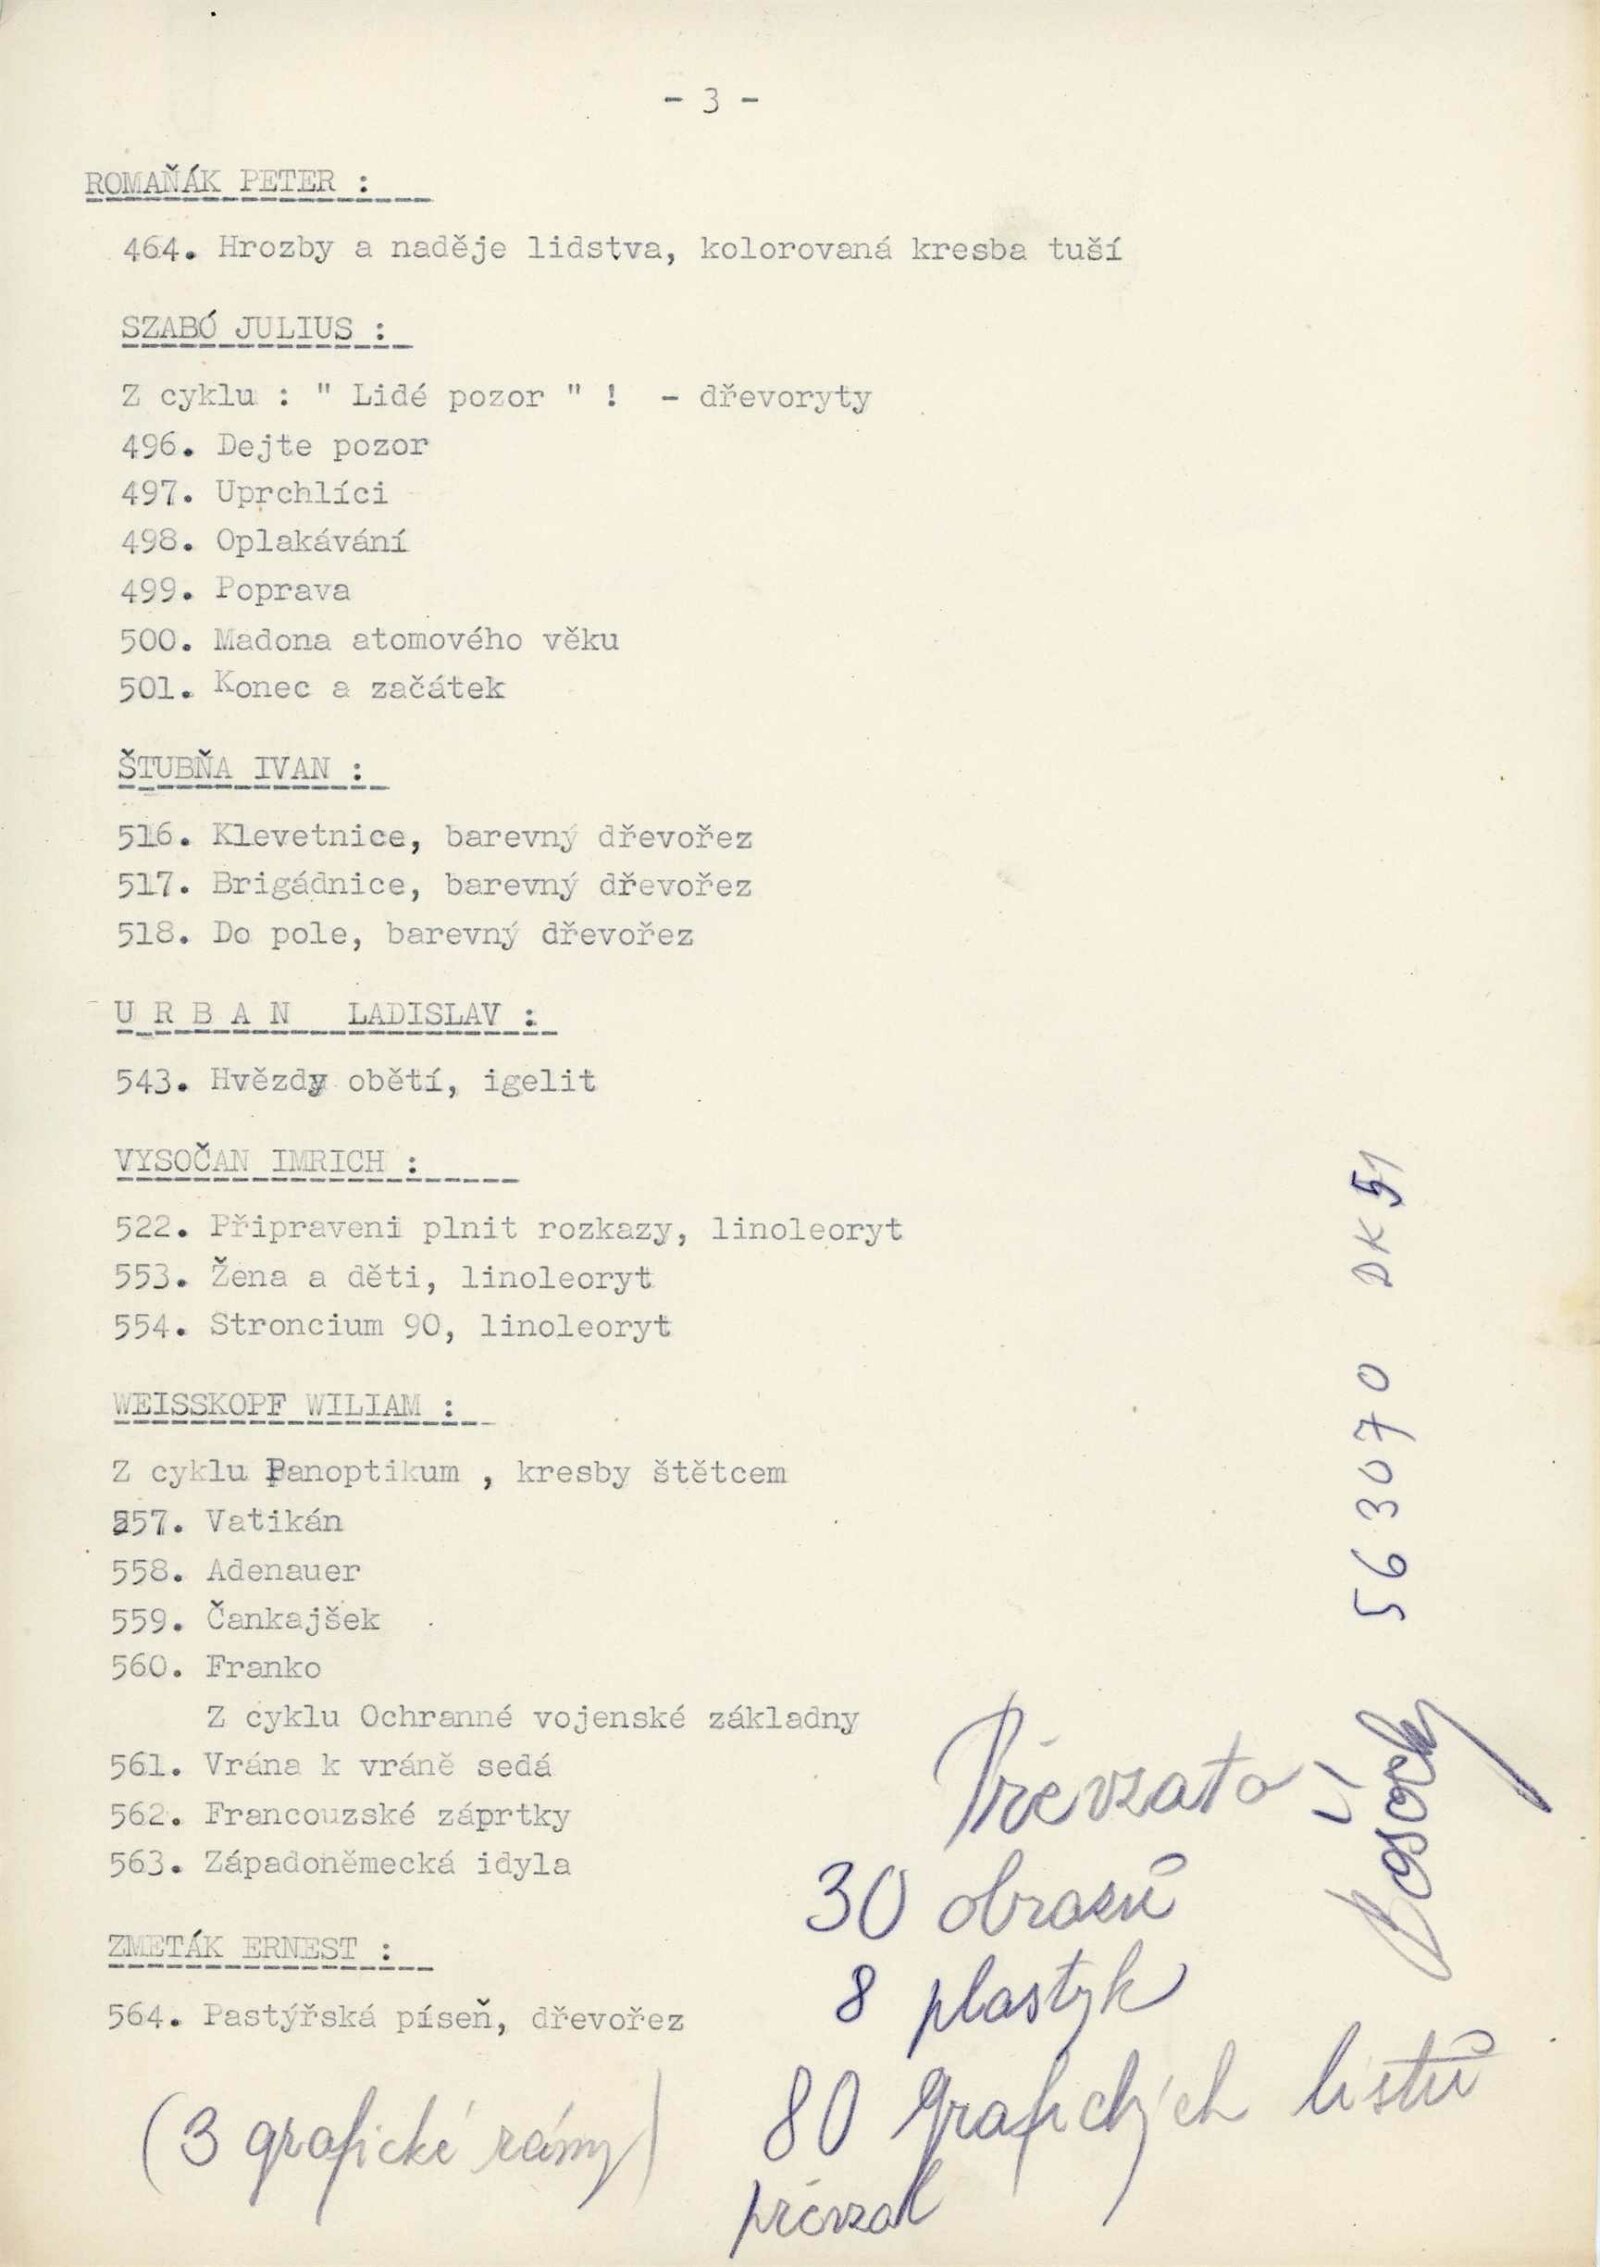 - 3 -
ROMAŇÁK PETER :
464. Hrozby a naděje lidstva, kolorovaná kresba tuší
SZABÓ JULIUS :
Z cyklu : " Lidé pozor " ! - dřevoryty
496. Dejte pozor
497. Uprchlíci
498. Oplakávání
499. Poprava
500. Madona atomového věku
501. Konec a začátek
ŠTUBŇA IVAN :
516. Klevetnice, barevný dřevořez
517. Brigádnice, barevný dřevořez
518. Do pole, barevný dřevořez
U R B A N LADISLAV :
543. Hvězdy obětí, igelit
VYSOČAN IMRICH :
522. Připraveni plnit rozkazy, linoleoryt
553. Žena a děti, linoleoryt
554. Stroncium 90, linoleoryt
WEISSKOPF WILIAM :
Z cyklu Panoptikum , kresby štětcem
557. Vatikán
558. Adenauer
559. Čankajšek
560. Franko
Z cyklu Ochranné vojenské základny
561. Vrána k vráně sedá
562. Francouzské záprtky
563. Západoněmecká idyla
ZMETÁK ERNEST :
564. Pastýřská píseň, dřevořez
(3 grafické rámy)
Převzato
30 obrazů
8 plastyk
80 grafických listů
převzal
563070 DK 51